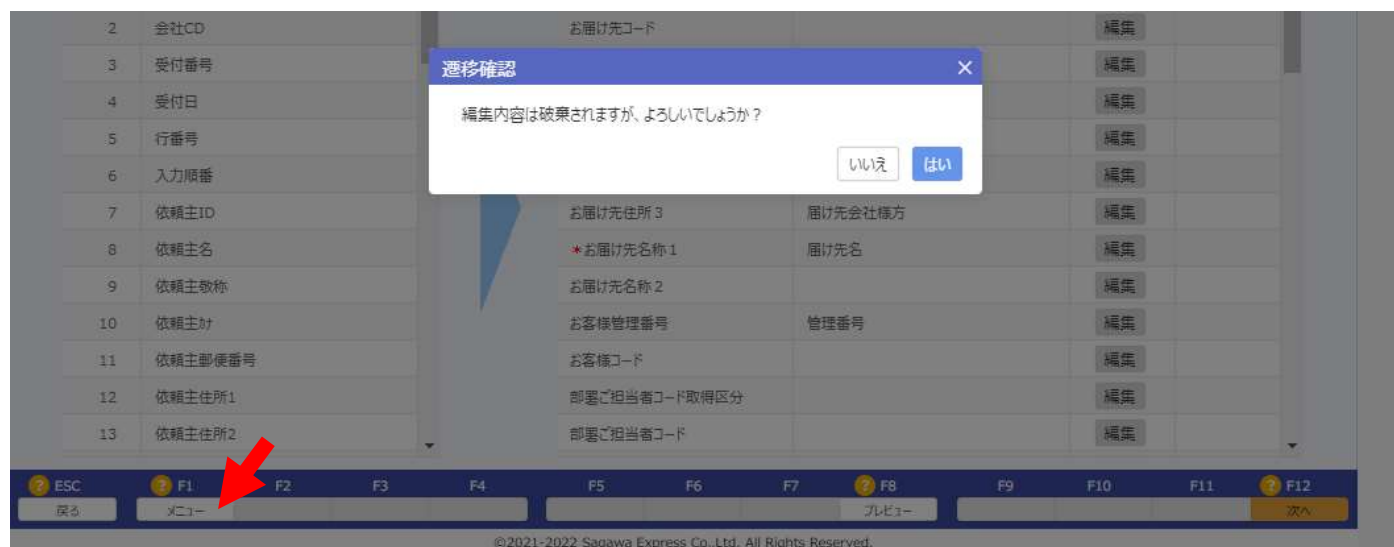 2 会社CD お届け先コード 編集
遷移確認 ×
3 受付番号 編集
4 受付日 編集
編集内容は破棄されますが、よろしいでしょうか？
5 行番号 編集
いいえ はい
6 入力順番 編集
7 依頼主ID お届け先住所３ 届け先会社様方 編集
8 依頼主名 *お届け先名称１ 届け先名 編集
9 依頼主敬称 お届け先名称２ 編集
10 依頼主ｶﾅ お客様管理番号 管理番号 編集
11 依頼主郵便番号 お客様コード 編集
12 依頼主住所1 部署ご担当者コード取得区分 編集
13 依頼主住所2 部署ご担当者コード 編集
? ESC ? F1 F2 F3 F4 F5 F6 F7 ? F8 F9 F10 F11 ? F12
戻る メニュー プレビュー 次へ
©2021-2022 Sagawa Express Co.,Ltd. All Rights Reserved.